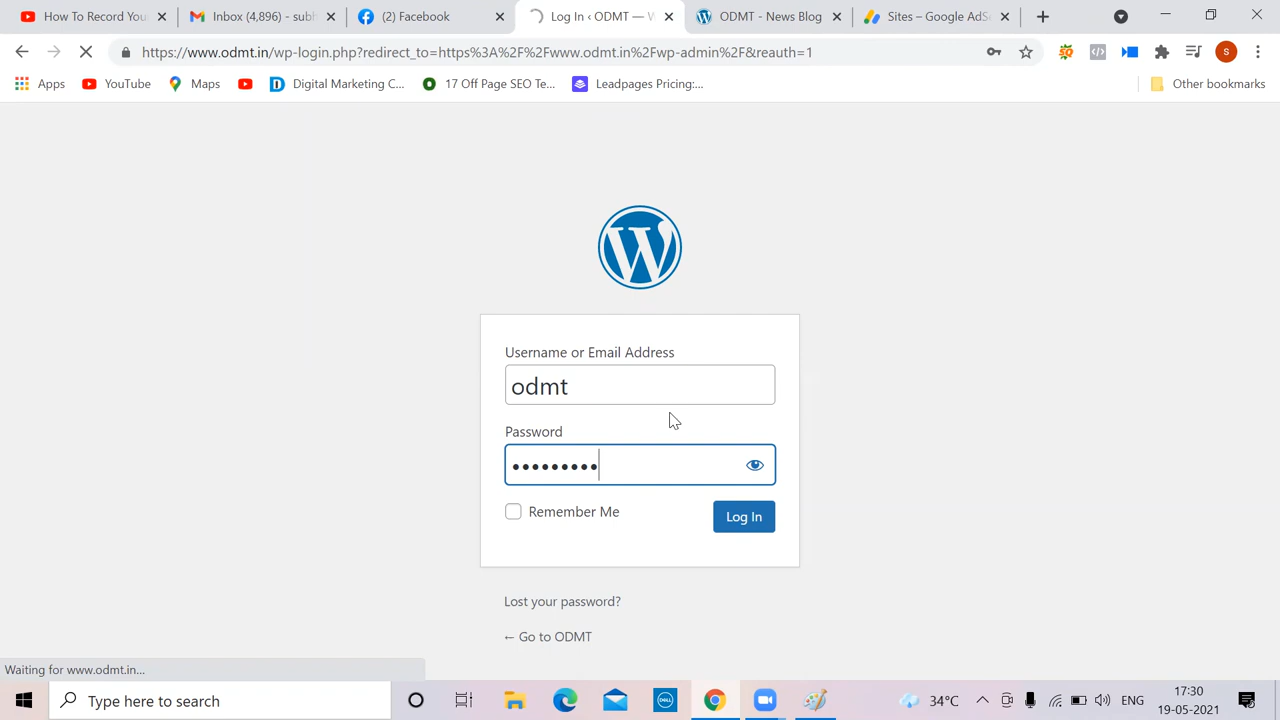 How To Record You
Inbox (4,896) - subh
(2) Facebook
Log In ‹ ODMT — W
ODMT - News Blog
Sites – Google AdSe
https://www.odmt.in/wp-login.php?redirect_to=https%3A%2F%2Fwww.odmt.in%2Fwp-admin%2F&reauth=1
S
Apps
YouTube
Maps
Digital Marketing C...
17 Off Page SEO Te...
Leadpages Pricing:...
Other bookmarks
Username or Email Address
odmt
Password
•••••••••
Remember Me
Log In
Lost your password?
← Go to ODMT
Waiting for www.odmt.in...
Type here to search
DELL
34°C
ENG
17:30
19-05-2021